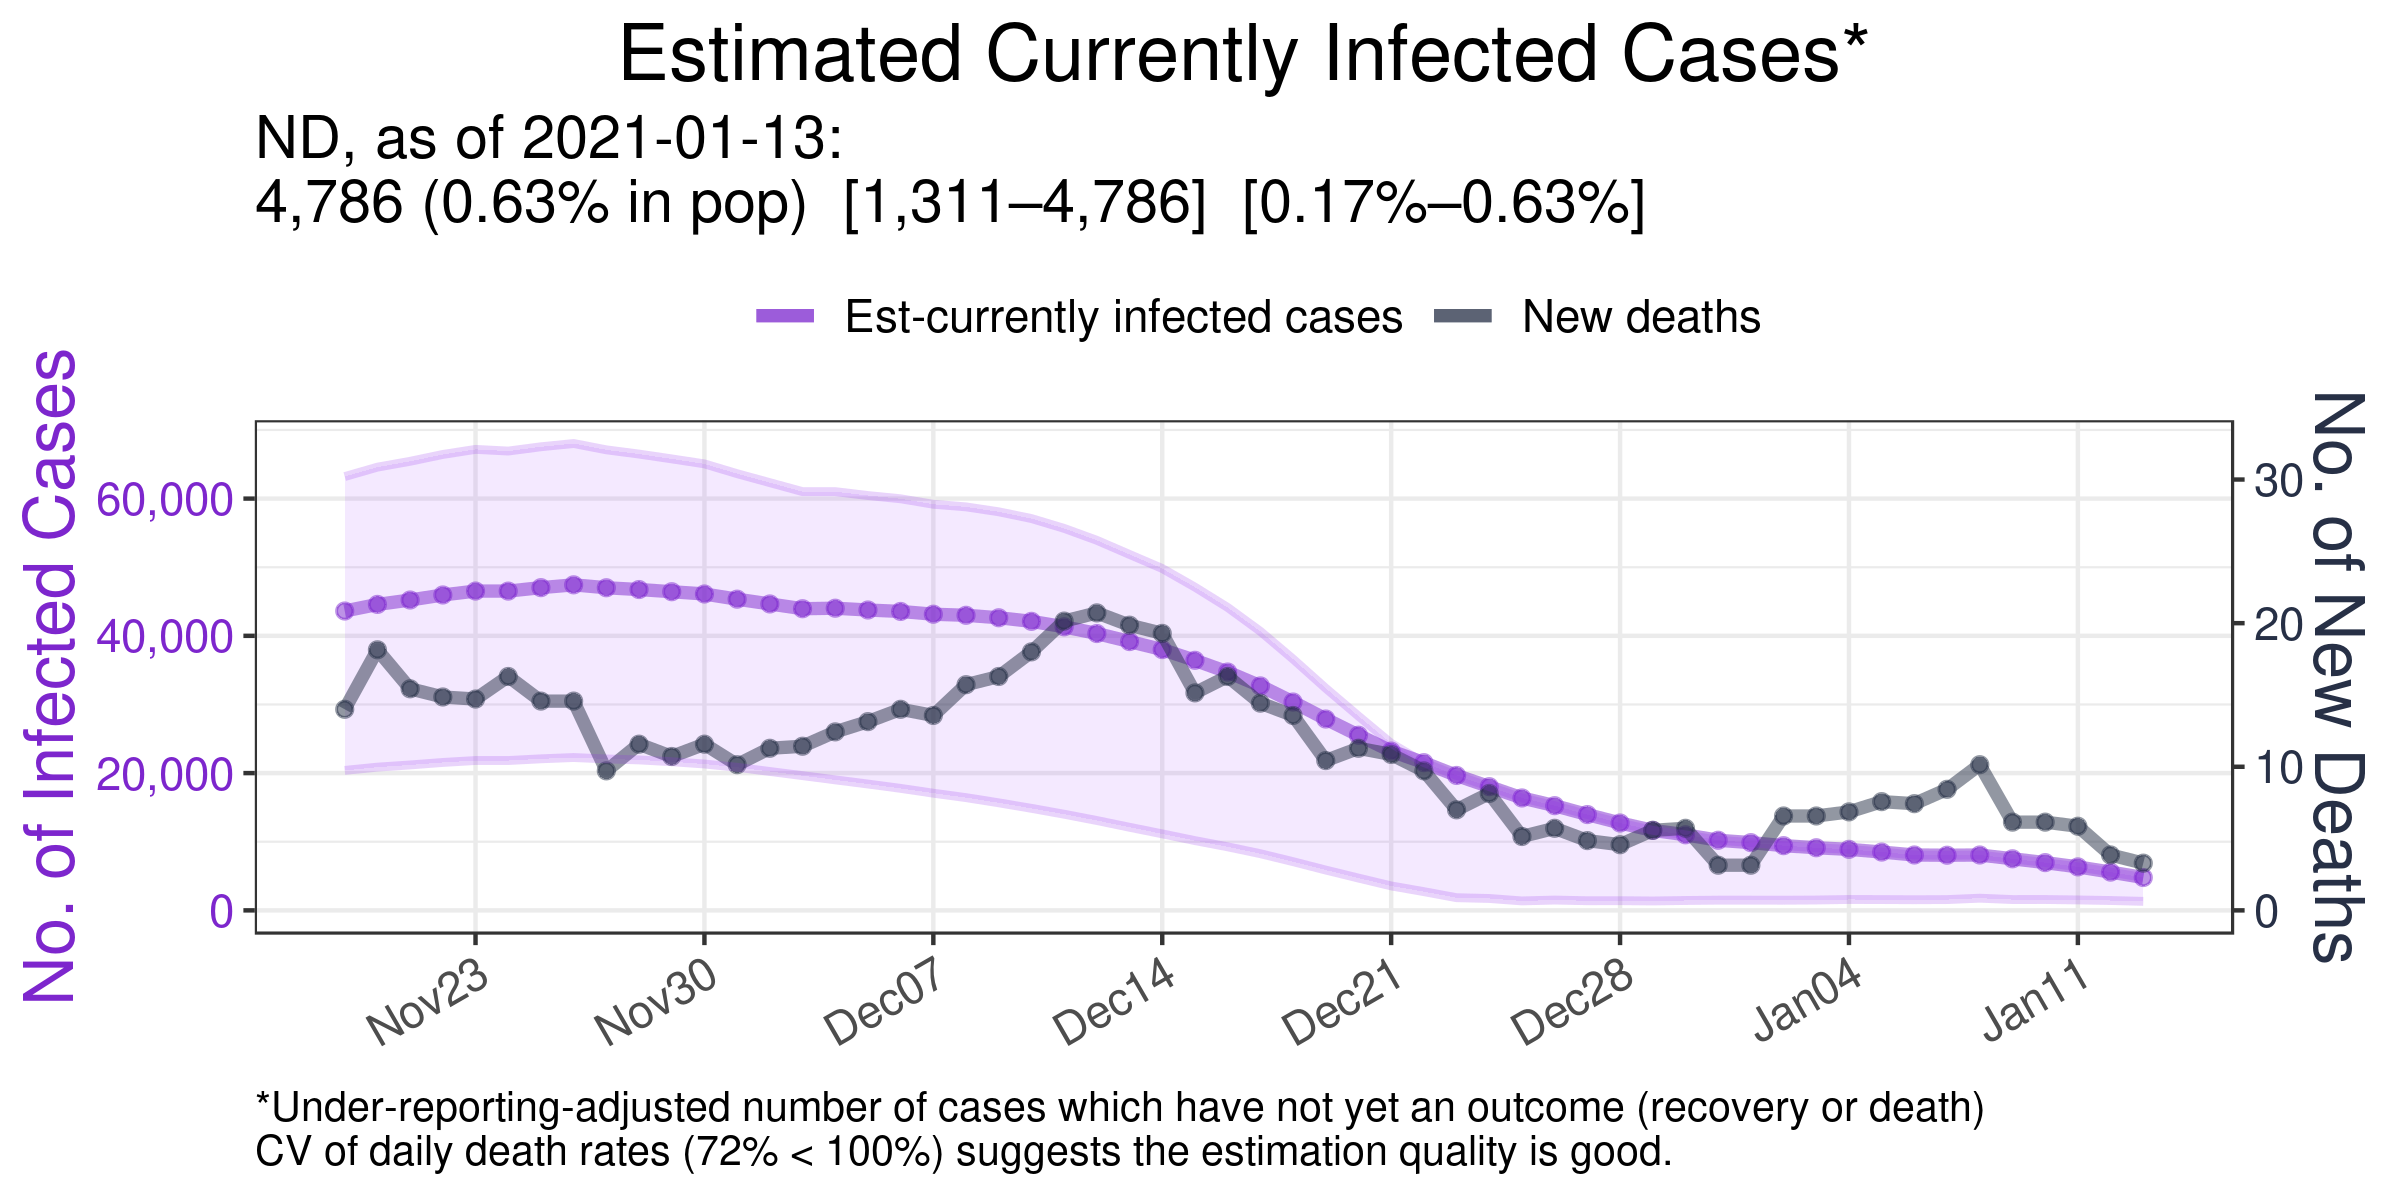 Estimated Currently Infected Cases*
ND, as of 2021-01-13:
4,786 (0.63% in pop)  [1,311–4,786]  [0.17%–0.63%]
Est-currently infected cases
New deaths
No. of Infected Cases
60,000
40,000
20,000
0
30
20
10
0
No. of New Deaths
Nov23
Nov30
Dec07
Dec14
Dec21
Dec28
Jan04
Jan11
*Under-reporting-adjusted number of cases which have not yet an outcome (recovery or death)
CV of daily death rates (72% < 100%) suggests the estimation quality is good.